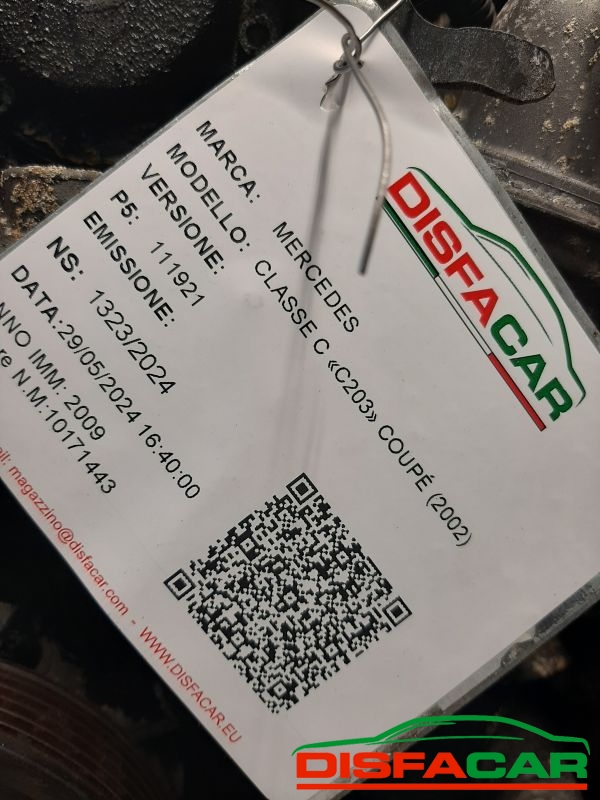 DISFACAR
MARCA: MERCEDES
MODELLO: CLASSE C «C203» COUPÉ (2002)
VERSIONE:
P5: 111921
EMISSIONE:
NS: 1323/2024
DATA:29/05/2024 16:40:00
NNO IMM: 2009
re N.M:10171443
il: magazzino@disfacar.com - WWW.DISFACAR.EU
DISFACAR